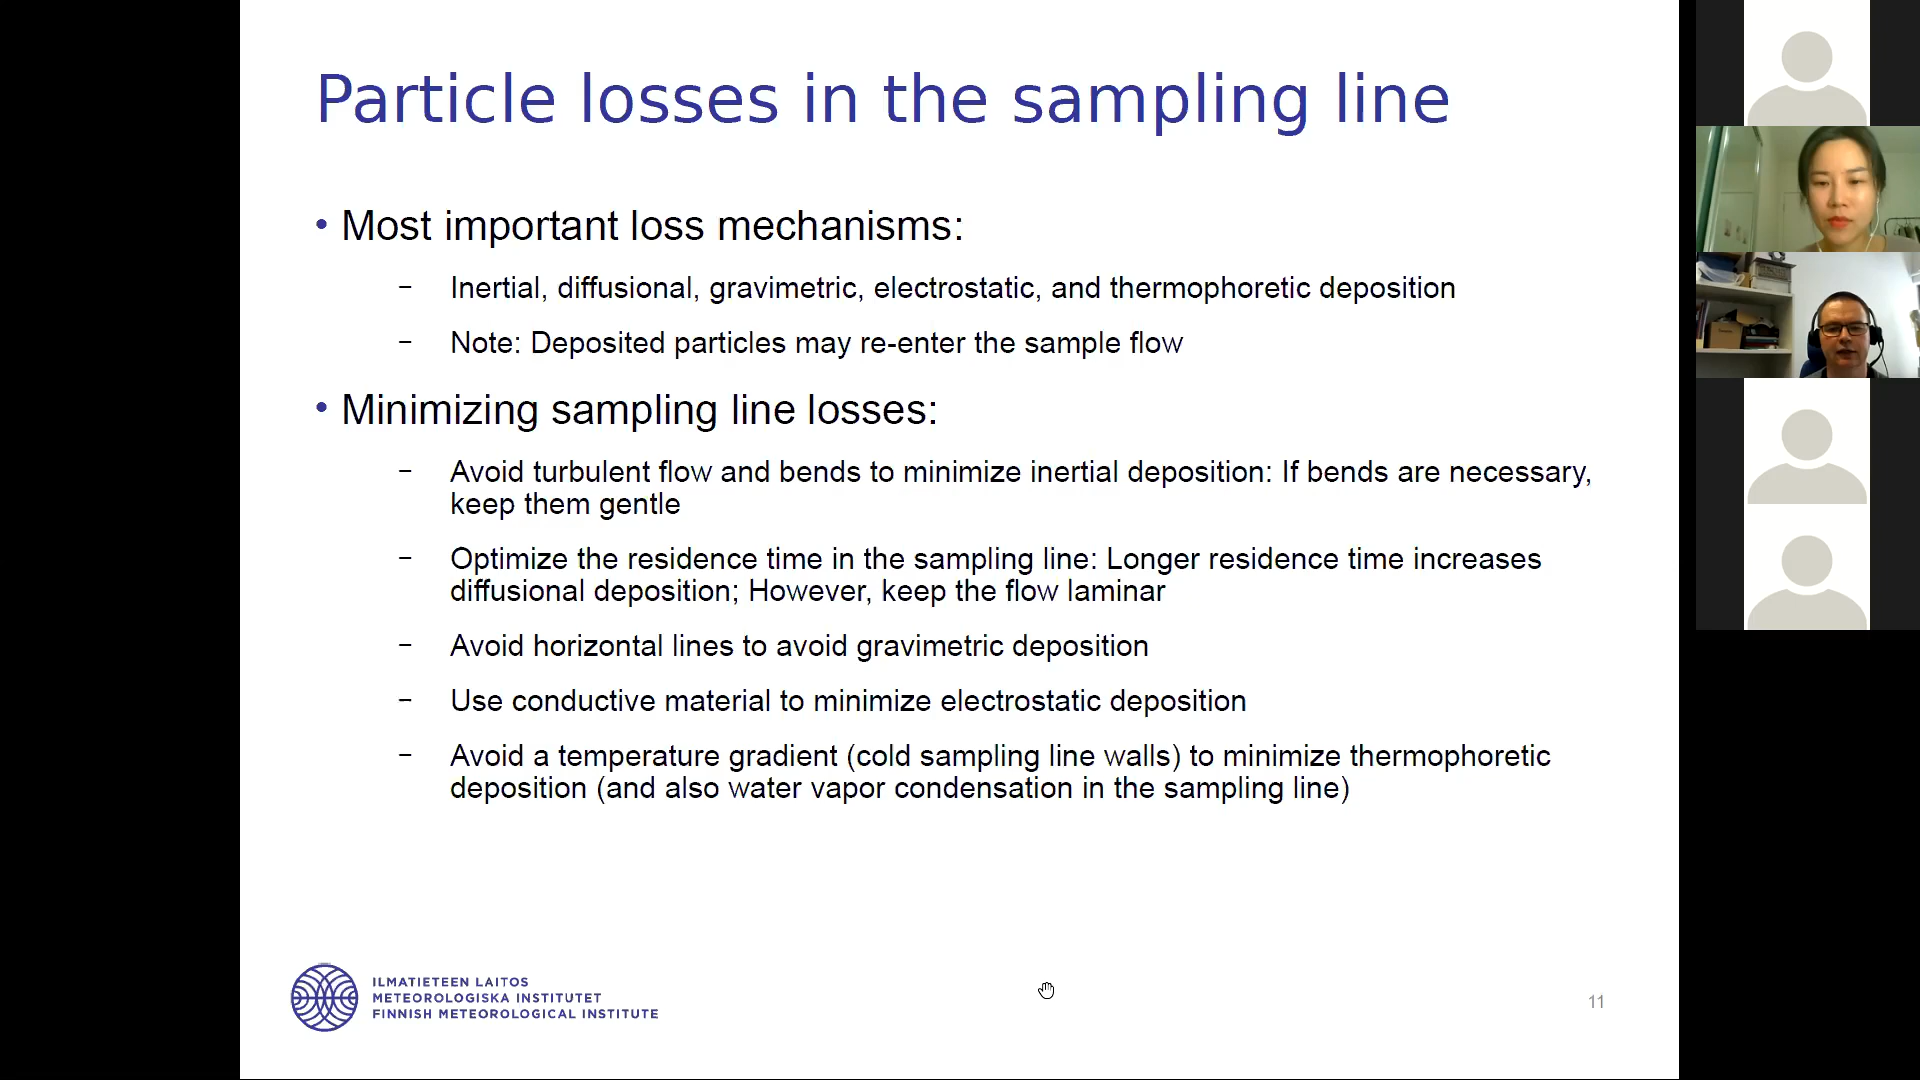 Particle losses in the sampling line
• Most important loss mechanisms:
– Inertial, diffusional, gravimetric, electrostatic, and thermophoretic deposition
– Note: Deposited particles may re-enter the sample flow
• Minimizing sampling line losses:
– Avoid turbulent flow and bends to minimize inertial deposition: If bends are necessary,
keep them gentle
– Optimize the residence time in the sampling line: Longer residence time increases
diffusional deposition; However, keep the flow laminar
– Avoid horizontal lines to avoid gravimetric deposition
– Use conductive material to minimize electrostatic deposition
– Avoid a temperature gradient (cold sampling line walls) to minimize thermophoretic
deposition (and also water vapor condensation in the sampling line)
ILMATIETEEN LAITOS
METEOROLOGISKA INSTITUTET
FINNISH METEOROLOGICAL INSTITUTE
11